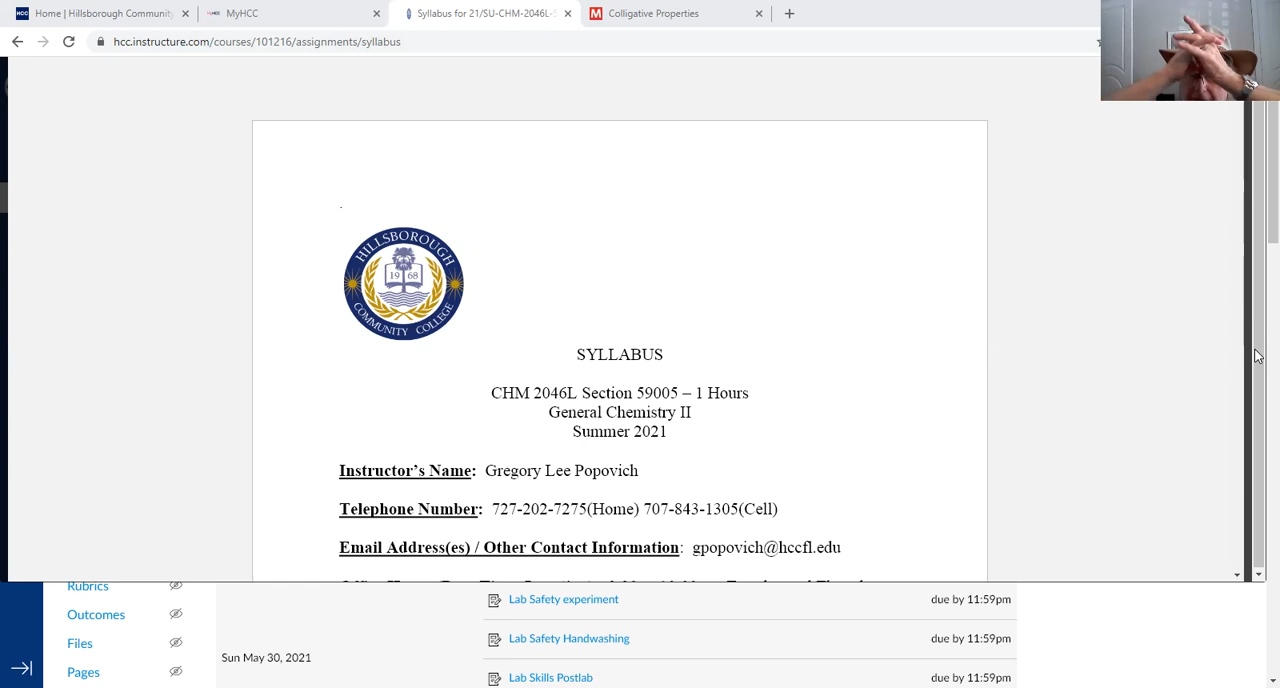 Home | Hillsborough Community
MyHCC
Syllabus for 21/SU-CHM-2046L-5
M
Colligative Properties
hcc.instructure.com/courses/101216/assignments/syllabus
.
HILLSBOROUGH
1968
COMMUNITY COLLEGE
SYLLABUS
CHM 2046L Section 59005 – 1 Hours
General Chemistry II
Summer 2021
Instructor's Name: Gregory Lee Popovich
Telephone Number: 727-202-7275(Home) 707-843-1305(Cell)
Email Address(es) / Other Contact Information: gpopovich@hccfl.edu
Rubrics
Outcomes
Files
Pages
Lab Safety experiment due by 11:59pm
Lab Safety Handwashing due by 11:59pm
Sun May 30, 2021
Lab Skills Postlab due by 11:59pm